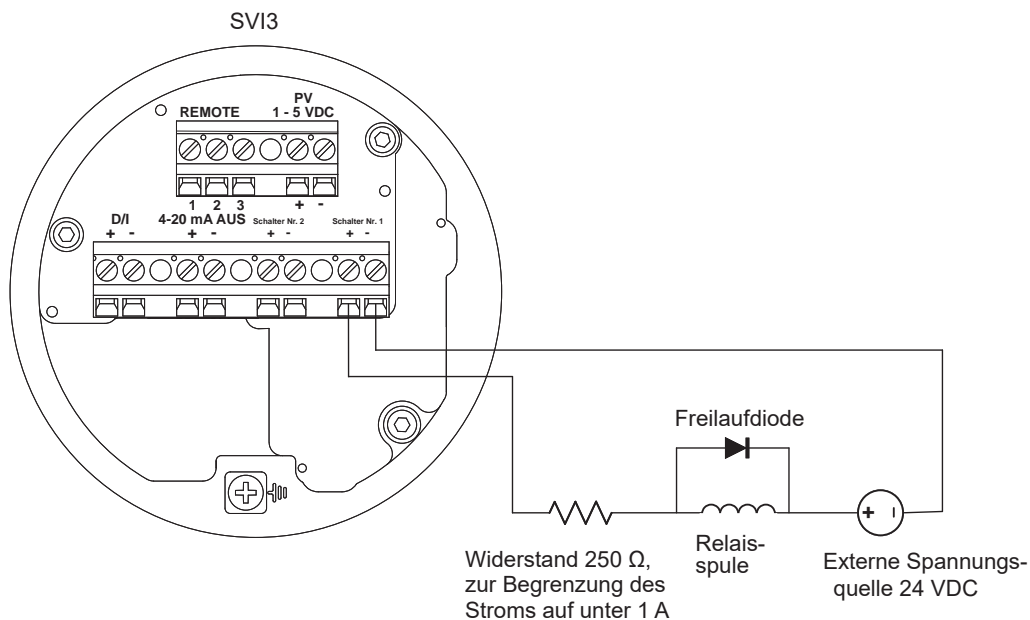 SVI3
PV
REMOTE 1 - 5 VDC
1 2 3 + -
D/I 4-20 mA AUS Schalter Nr. 2 Schalter Nr. 1
+ - + - + - + -
Freilaufdiode
+ -
Widerstand 250 Ω,
zur Begrenzung des
Stroms auf unter 1 A
Relais-
spule
Externe Spannungs-
quelle 24 VDC